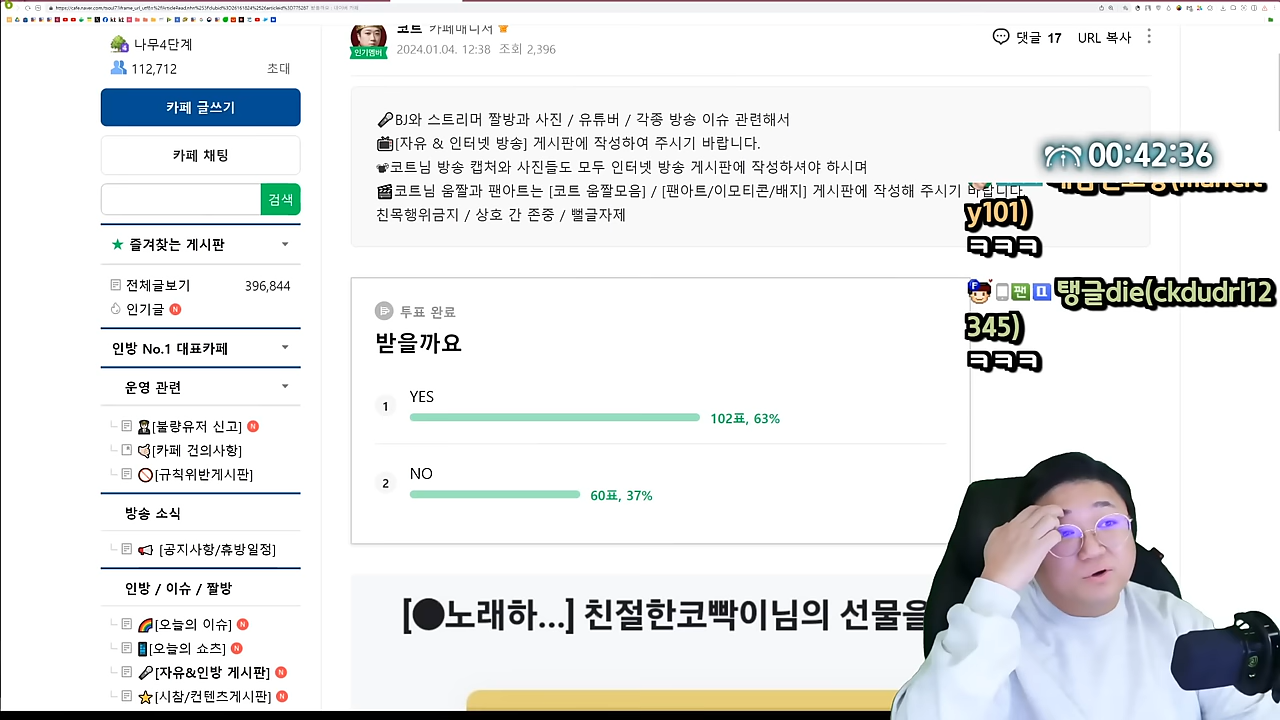 나무4단계
112,712
초대
카페 글쓰기
카페 채팅
검색
★ 즐겨찾는 게시판
전체글보기 396,844
인기글 N
인방 No.1 대표카페
운영 관련
[불량유저 신고] N
[카페 건의사항]
[규칙위반게시판]
방송 소식
[공지사항/휴방일정]
인방 / 이슈 / 짤방
[오늘의 이슈] N
[오늘의 쇼츠] N
[자유&인방 게시판] N
[시참/컨텐츠게시판] N
코트 카페매니저
인기멤버
2024.01.04. 12:38 조회 2,396
댓글 17 URL 복사
🎤BJ와 스트리머 짤방과 사진 / 유튜버 / 각종 방송 이슈 관련해서
📺[자유 & 인터넷 방송] 게시판에 작성하여 주시기 바랍니다.
📽코트님 방송 캡처와 사진들도 모두 인터넷 방송 게시판에 작성하셔야 하시며
🎬코트님 움짤과 팬아트는 [코트 움짤모음] / [팬아트/이모티콘/배지] 게시판에 작성해 주시기 바랍니다.
친목행위금지 / 상호 간 존중 / 뻘글자제
투표 완료
받을까요
1 YES
102표, 63%
2 NO
60표, 37%
[●노래하...] 친절한코빡이님의 선물을
00:42:36
y101)
ㅋㅋㅋ
F 팬 탱글die(ckdudrl12
345)
ㅋㅋㅋ